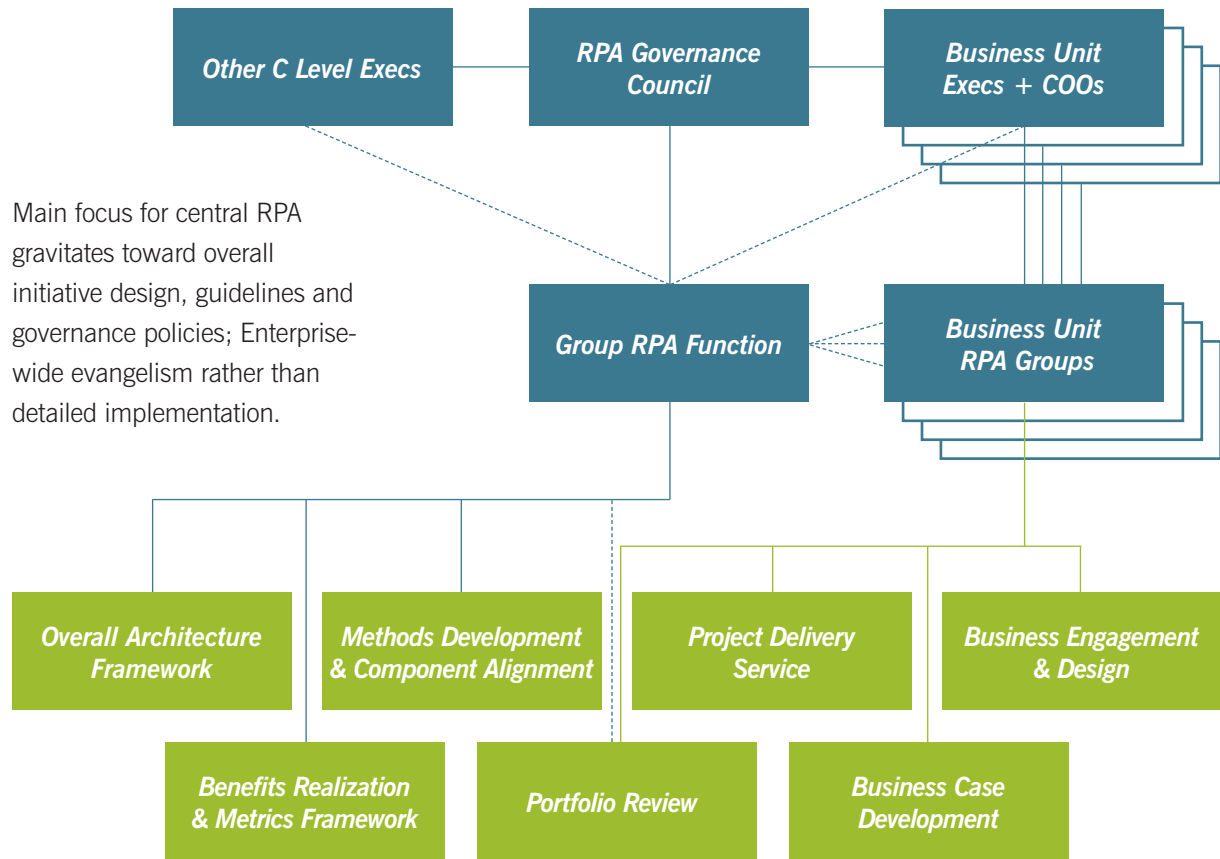 Other C Level Execs
RPA Governance
Council
Business Unit
Execs + COOs
Main focus for central RPA
gravitates toward overall
initiative design, guidelines and
governance policies; Enterprise-
wide evangelism rather than
detailed implementation.
Group RPA Function
Business Unit
RPA Groups
Overall Architecture
Framework
Methods Development
& Component Alignment
Project Delivery
Service
Business Engagement
& Design
Benefits Realization
& Metrics Framework
Portfolio Review
Business Case
Development